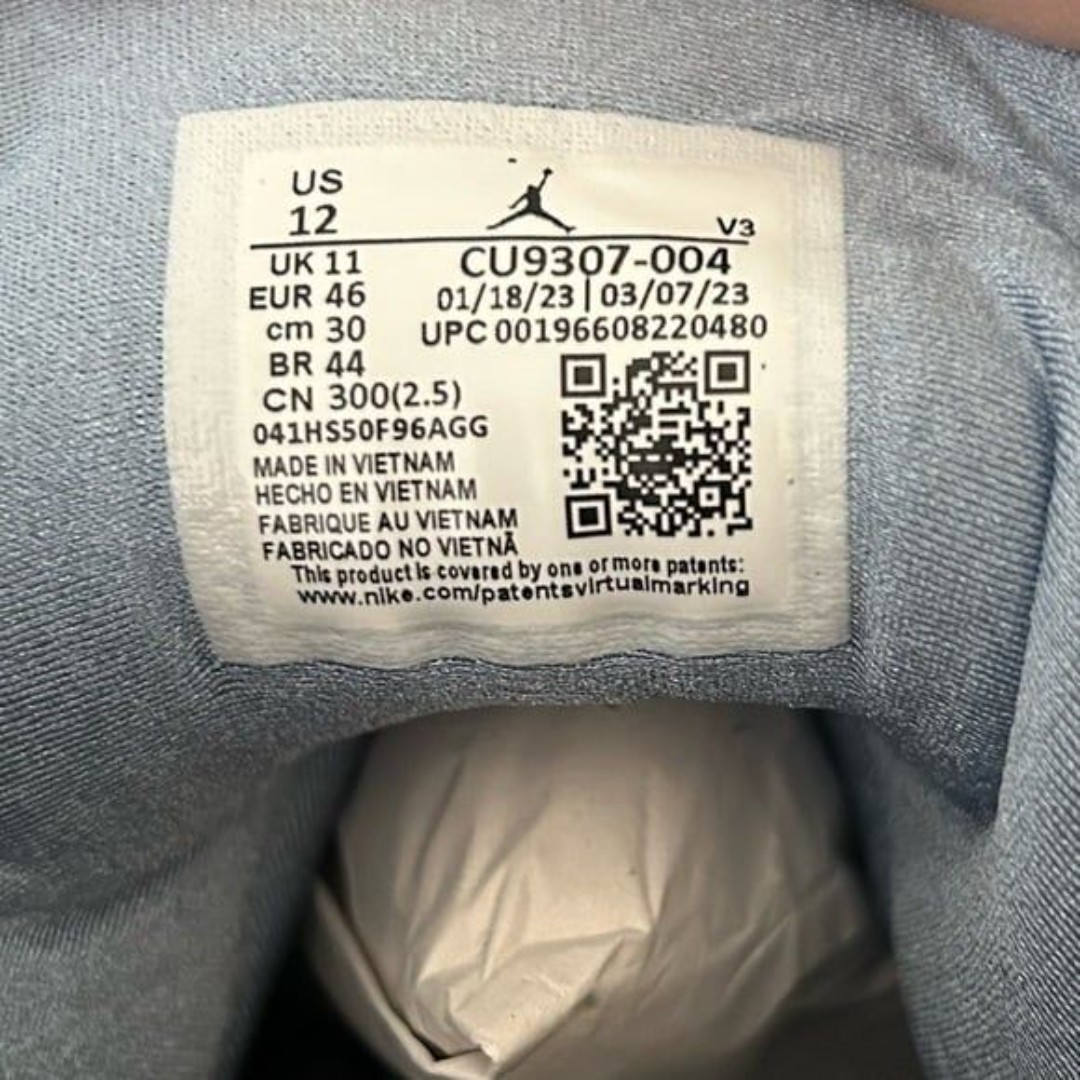 US
12
V3
UK 11
CU9307-004
EUR 46
01/18/23 | 03/07/23
cm 30
UPC 00196608220480
BR 44
CN 300(2.5)
041HS50F96AGG
MADE IN VIETNAM
HECHO EN VIETNAM
FABRIQUE AU VIETNAM
FABRICADO NO VIETNÃ
This product is covered by one or more patents:
www.nike.com/patentsvirtualmarking